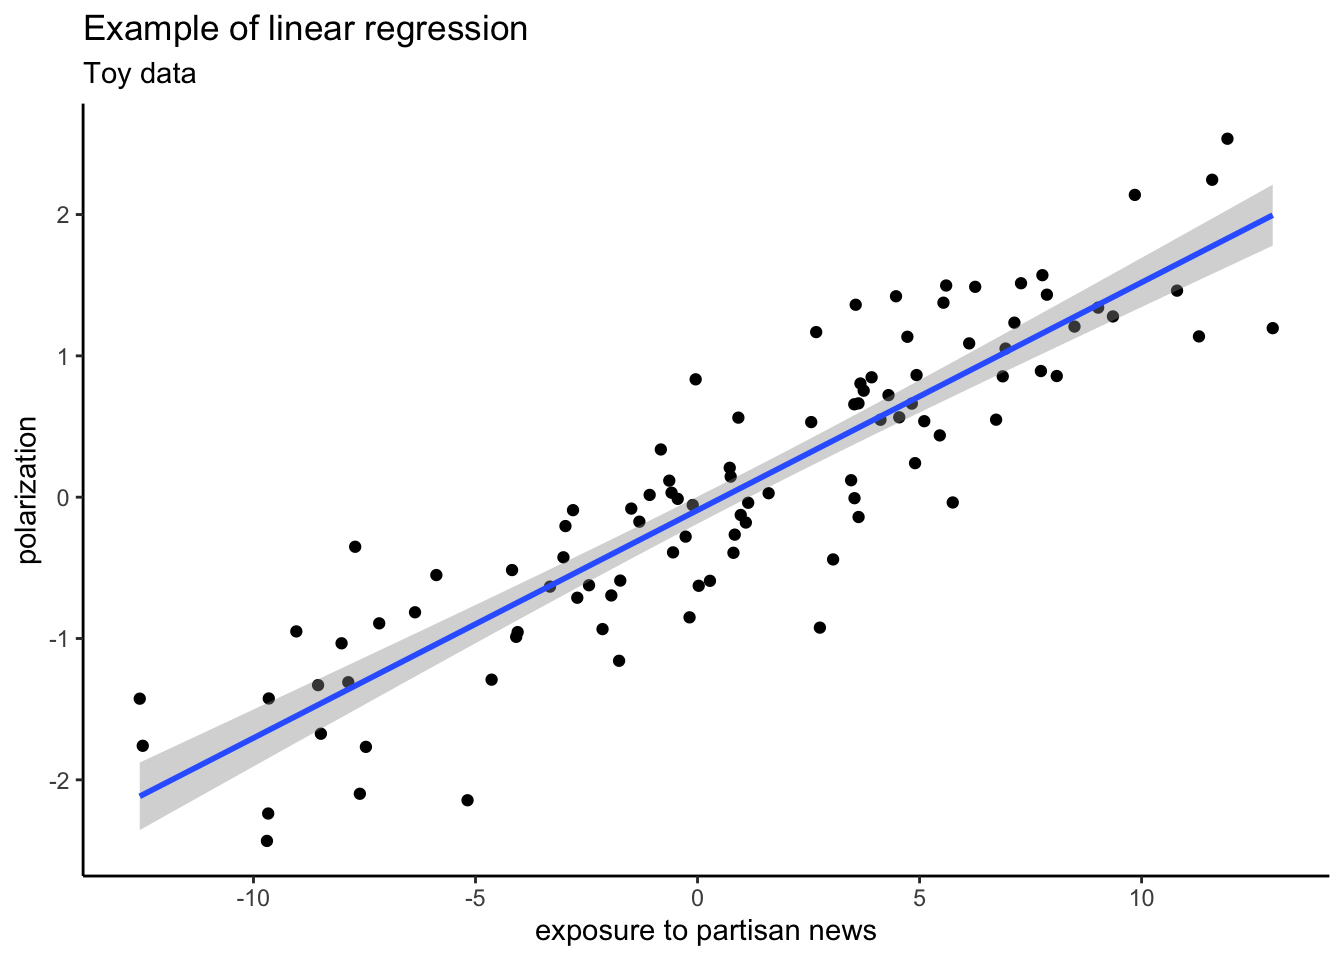 Example of linear regression
Toy data
polarization
2
1
0
-1
-2
-10
-5
0
5
10
exposure to partisan news